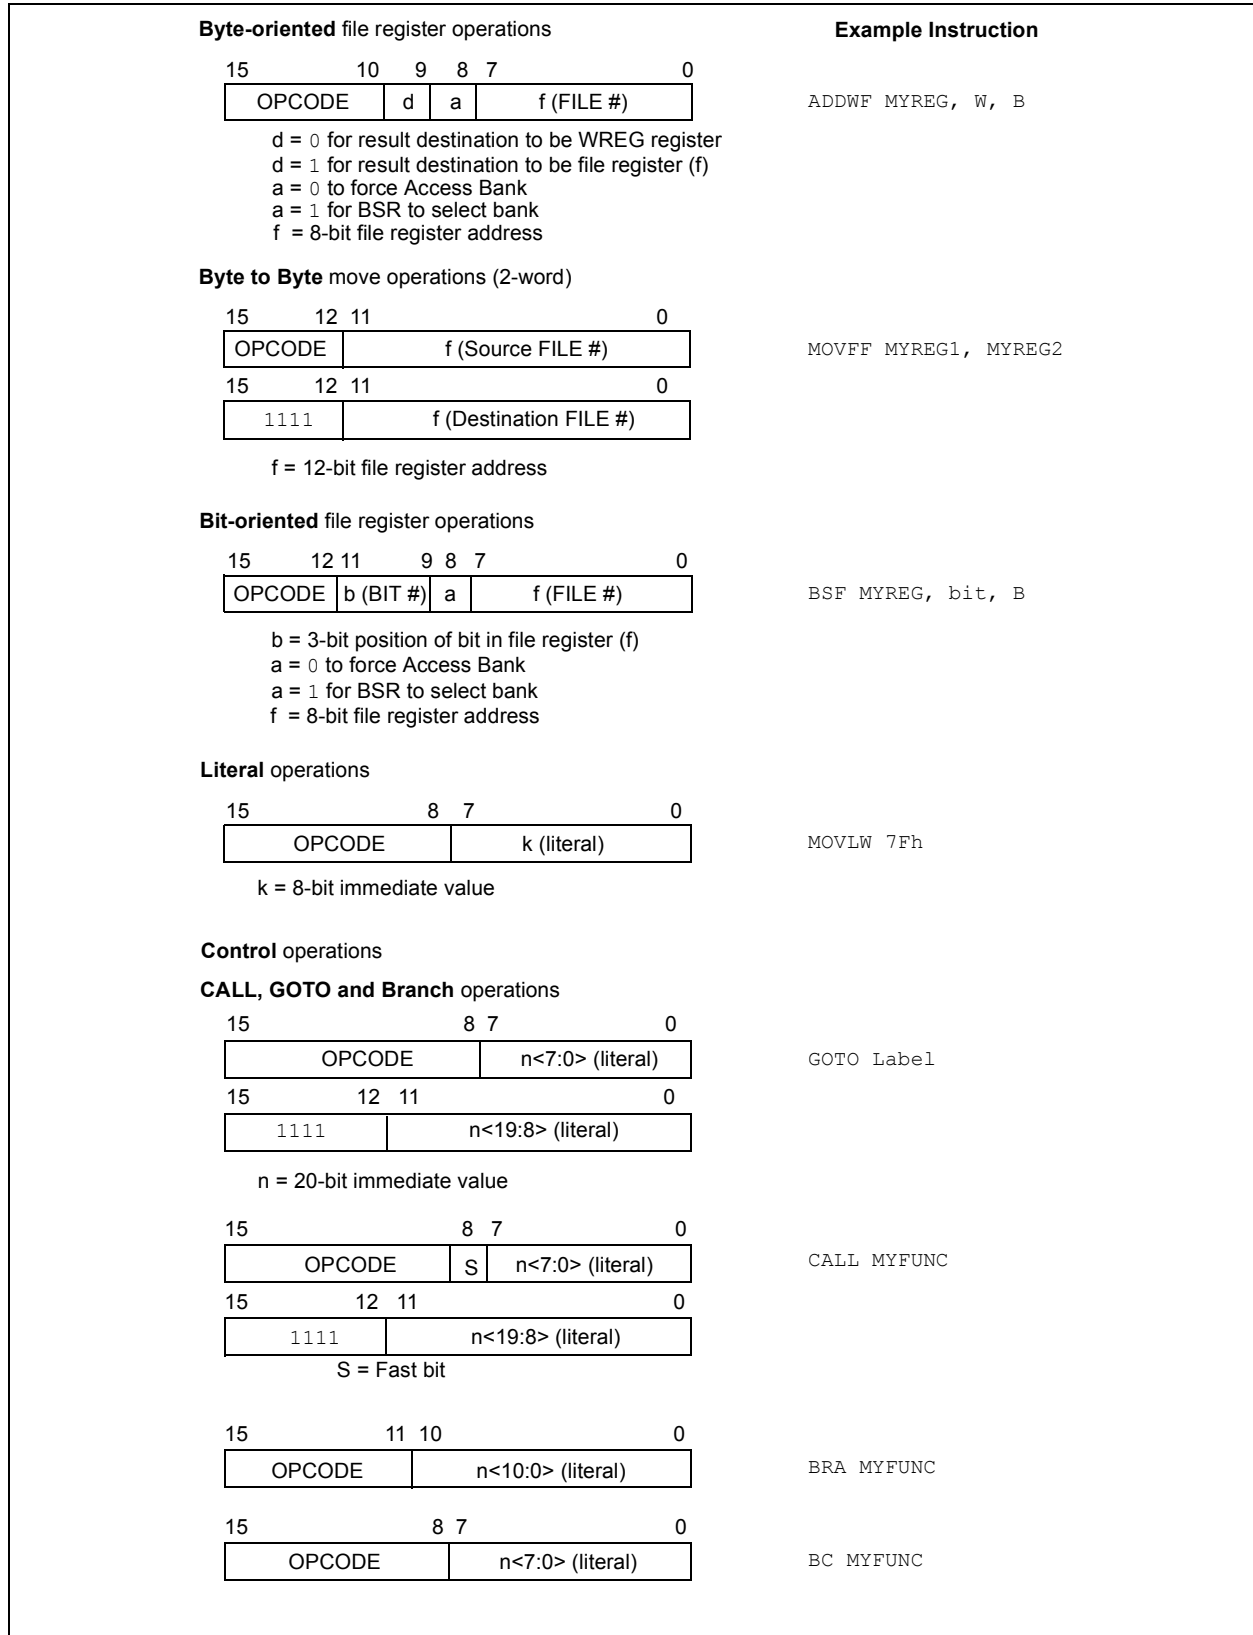 Byte-oriented file register operations Example Instruction
15 10 9 8 7 0
OPCODE d a f (FILE #) ADDWF MYREG, W, B
d = 0 for result destination to be WREG register
d = 1 for result destination to be file register (f)
a = 0 to force Access Bank
a = 1 for BSR to select bank
f = 8-bit file register address
Byte to Byte move operations (2-word)
15 12 11 0
OPCODE f (Source FILE #) MOVFF MYREG1, MYREG2
15 12 11 0
1111 f (Destination FILE #)
f = 12-bit file register address
Bit-oriented file register operations
15 12 11 9 8 7 0
OPCODE b (BIT #) a f (FILE #) BSF MYREG, bit, B
b = 3-bit position of bit in file register (f)
a = 0 to force Access Bank
a = 1 for BSR to select bank
f = 8-bit file register address
Literal operations
15 8 7 0
OPCODE k (literal) MOVLW 7Fh
k = 8-bit immediate value
Control operations
CALL, GOTO and Branch operations
15 8 7 0
OPCODE n<7:0> (literal) GOTO Label
15 12 11 0
1111 n<19:8> (literal)
n = 20-bit immediate value
15 8 7 0
OPCODE S n<7:0> (literal) CALL MYFUNC
15 12 11 0
1111 n<19:8> (literal)
S = Fast bit
15 11 10 0
OPCODE n<10:0> (literal) BRA MYFUNC
15 8 7 0
OPCODE n<7:0> (literal) BC MYFUNC